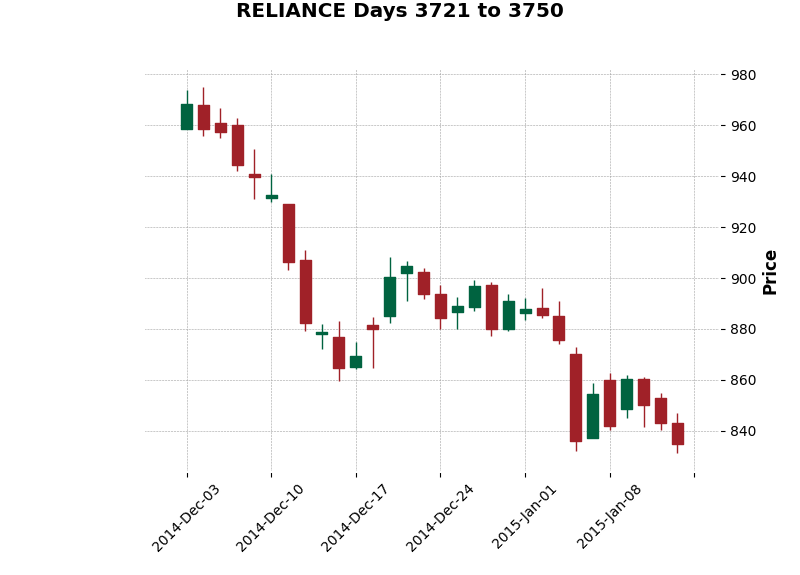 RELIANCE Days 3721 to 3750
980
960
940
920
900
880
860
840
Price
2014-Dec-03
2014-Dec-10
2014-Dec-17
2014-Dec-24
2015-Jan-01
2015-Jan-08